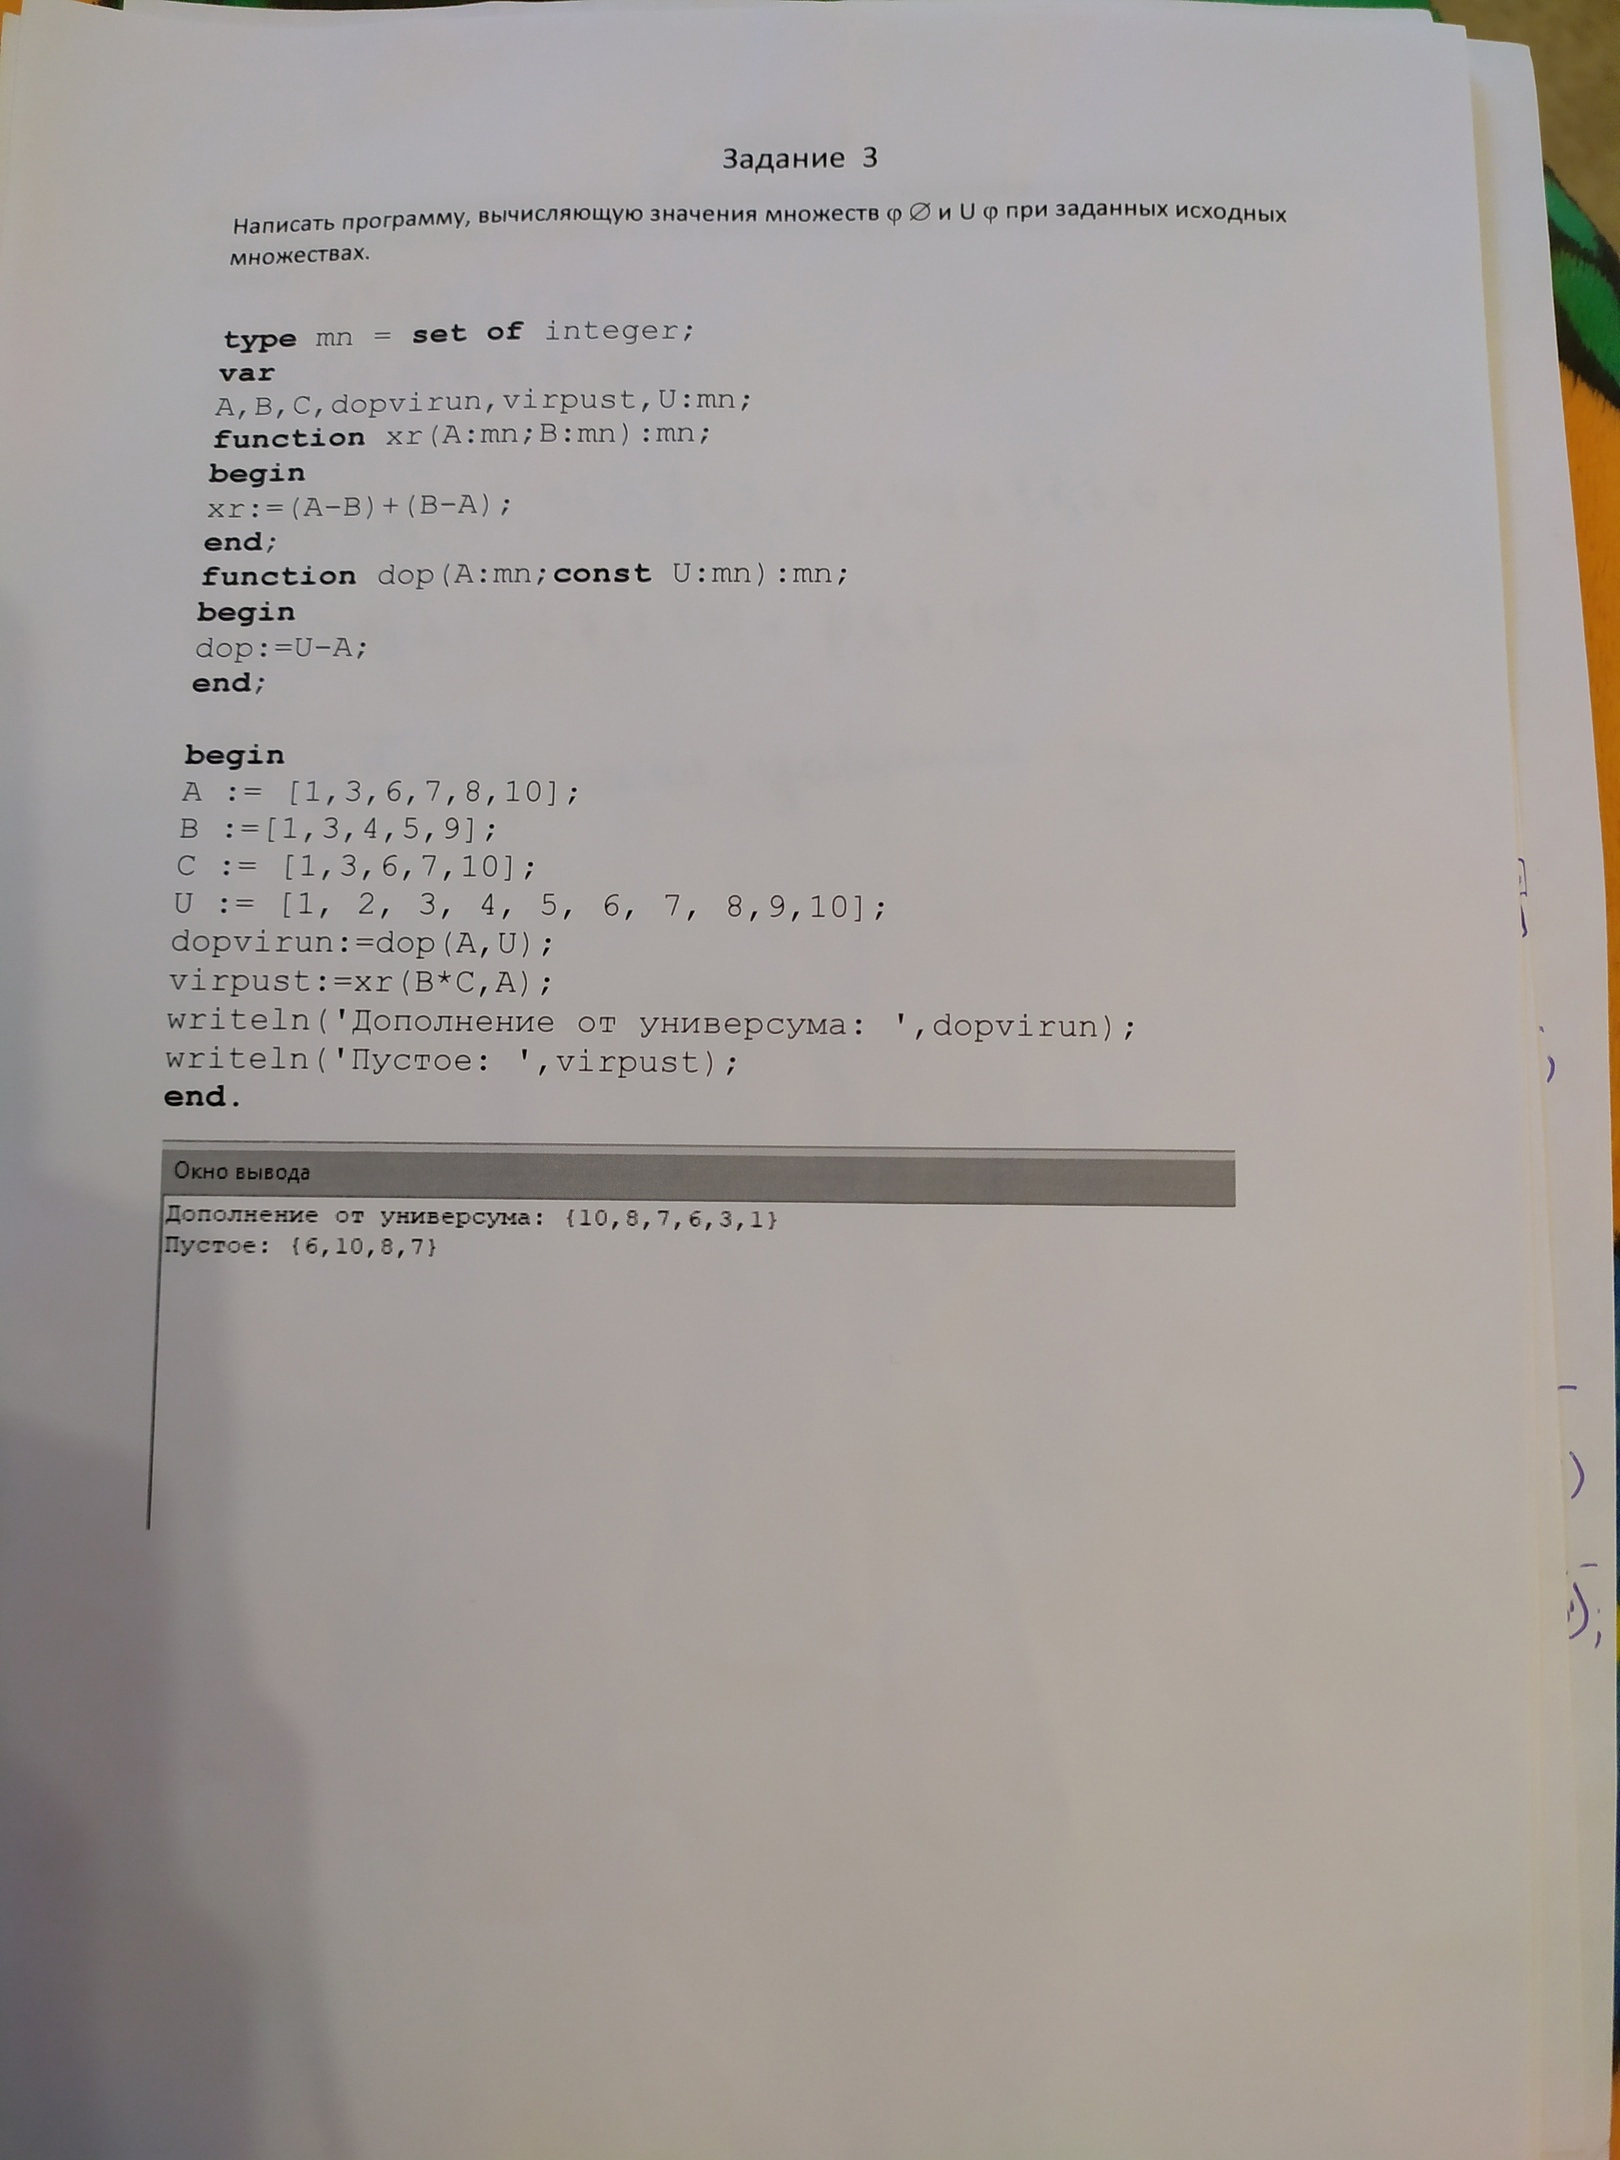 Задание 3
Написать программу, вычисляющую значения множеств φ ∅ и U φ при заданных исходных
множествах.
type mn = set of integer;
var
A,B,C,dopvirun,virpust,U:mn;
function xr(A:mn;B:mn):mn;
begin
xr:=(A-B)+(B-A);
end;
function dop(A:mn;const U:mn):mn;
begin
dop:=U-A;
end;
begin
A := [1,3,6,7,8,10];
B :=[1,3,4,5,9];
C := [1,3,6,7,10];
U := [1, 2, 3, 4, 5, 6, 7, 8,9,10];
dopvirun:=dop(A,U);
virpust:=xr(B*C,A);
writeln('Дополнение от универсума: ',dopvirun);
writeln('Пустое: ',virpust);
end.
Окно вывода
Дополнение от универсума: {10,8,7,6,3,1}
Пустое: {6,10,8,7}